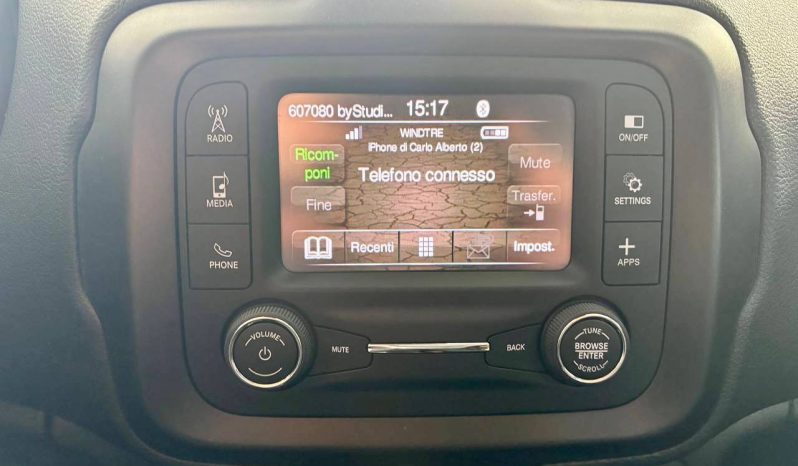 607080 byStudi... 15:17
WINDTRE
iPhone di Carlo Alberto (2)
Ricom-
poni
Telefono connesso
Mute
Fine
Trasfer.
Recenti
Impost.
RADIO
MEDIA
PHONE
ON/OFF
SETTINGS
APPS
VOLUME
MUTE
BACK
TUNE
BROWSE
ENTER
SCROLL